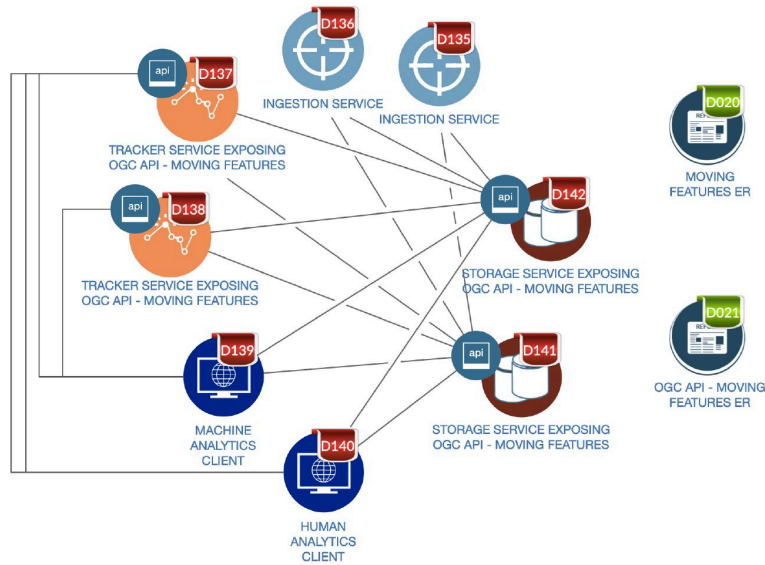 D136
INGESTION SERVICE
D135
INGESTION SERVICE
api
D137
TRACKER SERVICE EXPOSING
OGC API - MOVING FEATURES
D020
MOVING
FEATURES ER
api
D138
TRACKER SERVICE EXPOSING
OGC API - MOVING FEATURES
api
D142
STORAGE SERVICE EXPOSING
OGC API - MOVING FEATURES
D021
OGC API - MOVING
FEATURES ER
D139
MACHINE
ANALYTICS
CLIENT
api
D141
STORAGE SERVICE EXPOSING
OGC API - MOVING FEATURES
D140
HUMAN
ANALYTICS
CLIENT